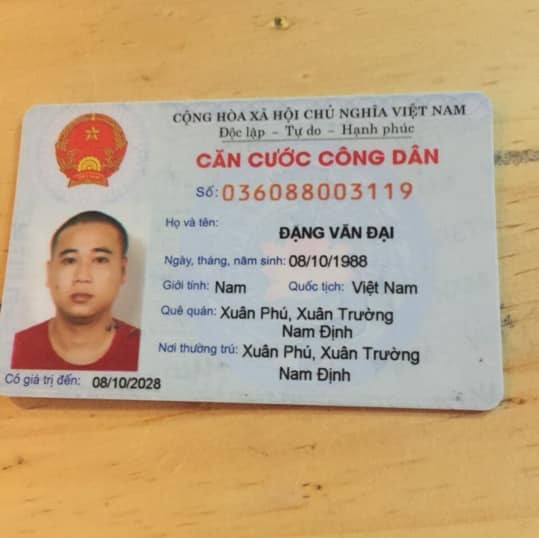 CỘNG HÒA XÃ HỘI CHỦ NGHĨA VIỆT NAM
Độc lập - Tự do - Hạnh phúc
CĂN CƯỚC CÔNG DÂN
Số: 036088003119
Họ và tên:
ĐẶNG VĂN ĐẠI
Ngày, tháng, năm sinh: 08/10/1988
Giới tính: Nam Quốc tịch: Việt Nam
Quê quán: Xuân Phú, Xuân Trường
Nam Định
Nơi thường trú: Xuân Phú, Xuân Trường
Nam Định
Có giá trị đến: 08/10/2028